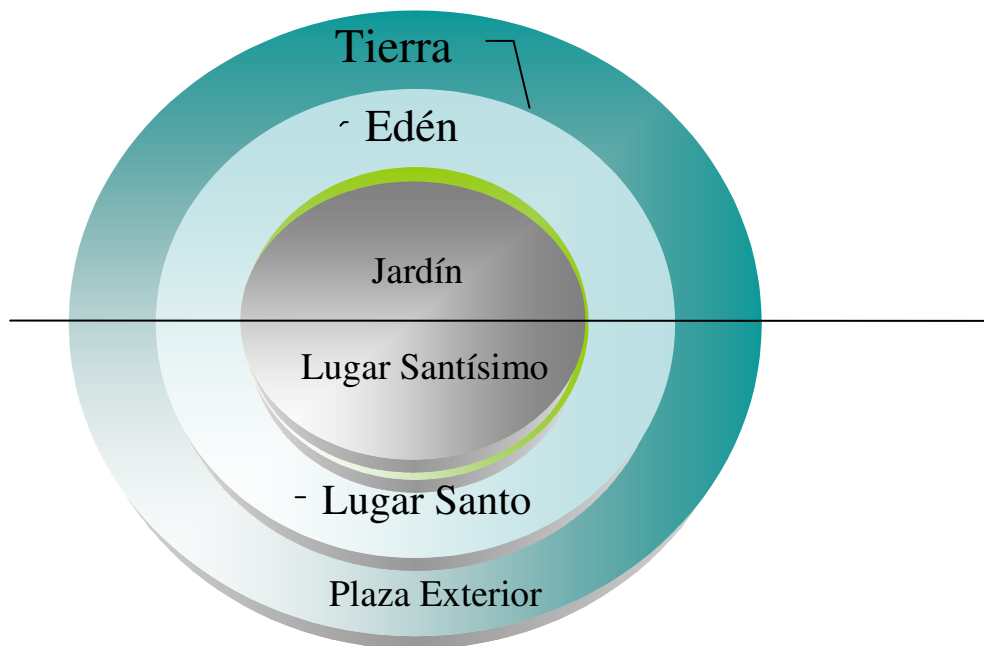 Tierra
Edén
Jardín
Lugar Santísimo
Lugar Santo
Plaza Exterior